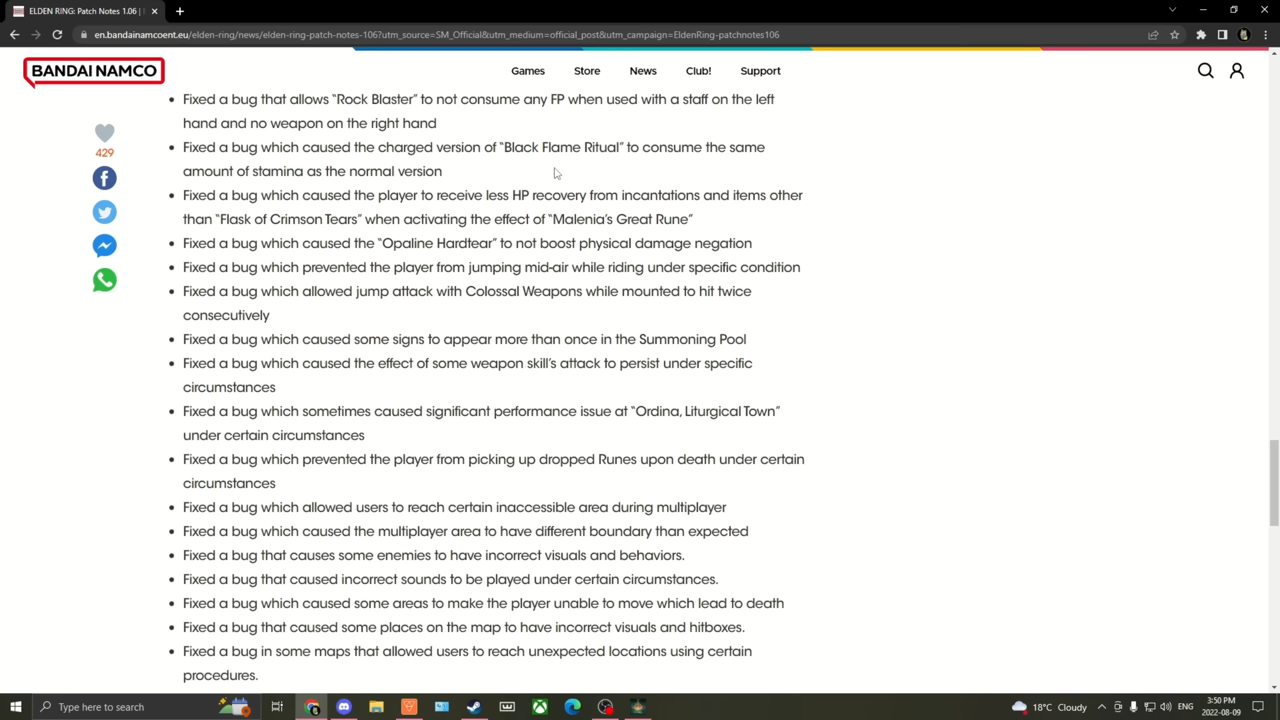 ELDEN RING: Patch Notes 1.06 |
en.bandainamcoent.eu/elden-ring/news/elden-ring-patch-notes-106?utm_source=SM_Official&utm_medium=official_post&utm_campaign=EldenRing-patchnotes106
BANDAI NAMCO
Games
Store
News
Club!
Support
429
Fixed a bug that allows “Rock Blaster” to not consume any FP when used with a staff on the left
hand and no weapon on the right hand
Fixed a bug which caused the charged version of “Black Flame Ritual” to consume the same
amount of stamina as the normal version
Fixed a bug which caused the player to receive less HP recovery from incantations and items other
than “Flask of Crimson Tears” when activating the effect of “Malenia’s Great Rune”
Fixed a bug which caused the “Opaline Hardtear” to not boost physical damage negation
Fixed a bug which prevented the player from jumping mid-air while riding under specific condition
Fixed a bug which allowed jump attack with Colossal Weapons while mounted to hit twice
consecutively
Fixed a bug which caused some signs to appear more than once in the Summoning Pool
Fixed a bug which caused the effect of some weapon skill’s attack to persist under specific
circumstances
Fixed a bug which sometimes caused significant performance issue at “Ordina, Liturgical Town”
under certain circumstances
Fixed a bug which prevented the player from picking up dropped Runes upon death under certain
circumstances
Fixed a bug which allowed users to reach certain inaccessible area during multiplayer
Fixed a bug which caused the multiplayer area to have different boundary than expected
Fixed a bug that causes some enemies to have incorrect visuals and behaviors.
Fixed a bug that caused incorrect sounds to be played under certain circumstances.
Fixed a bug which caused some areas to make the player unable to move which lead to death
Fixed a bug that caused some places on the map to have incorrect visuals and hitboxes.
Fixed a bug in some maps that allowed users to reach unexpected locations using certain
procedures.
Type here to search
18°C Cloudy
ENG
3:50 PM
2022-08-09